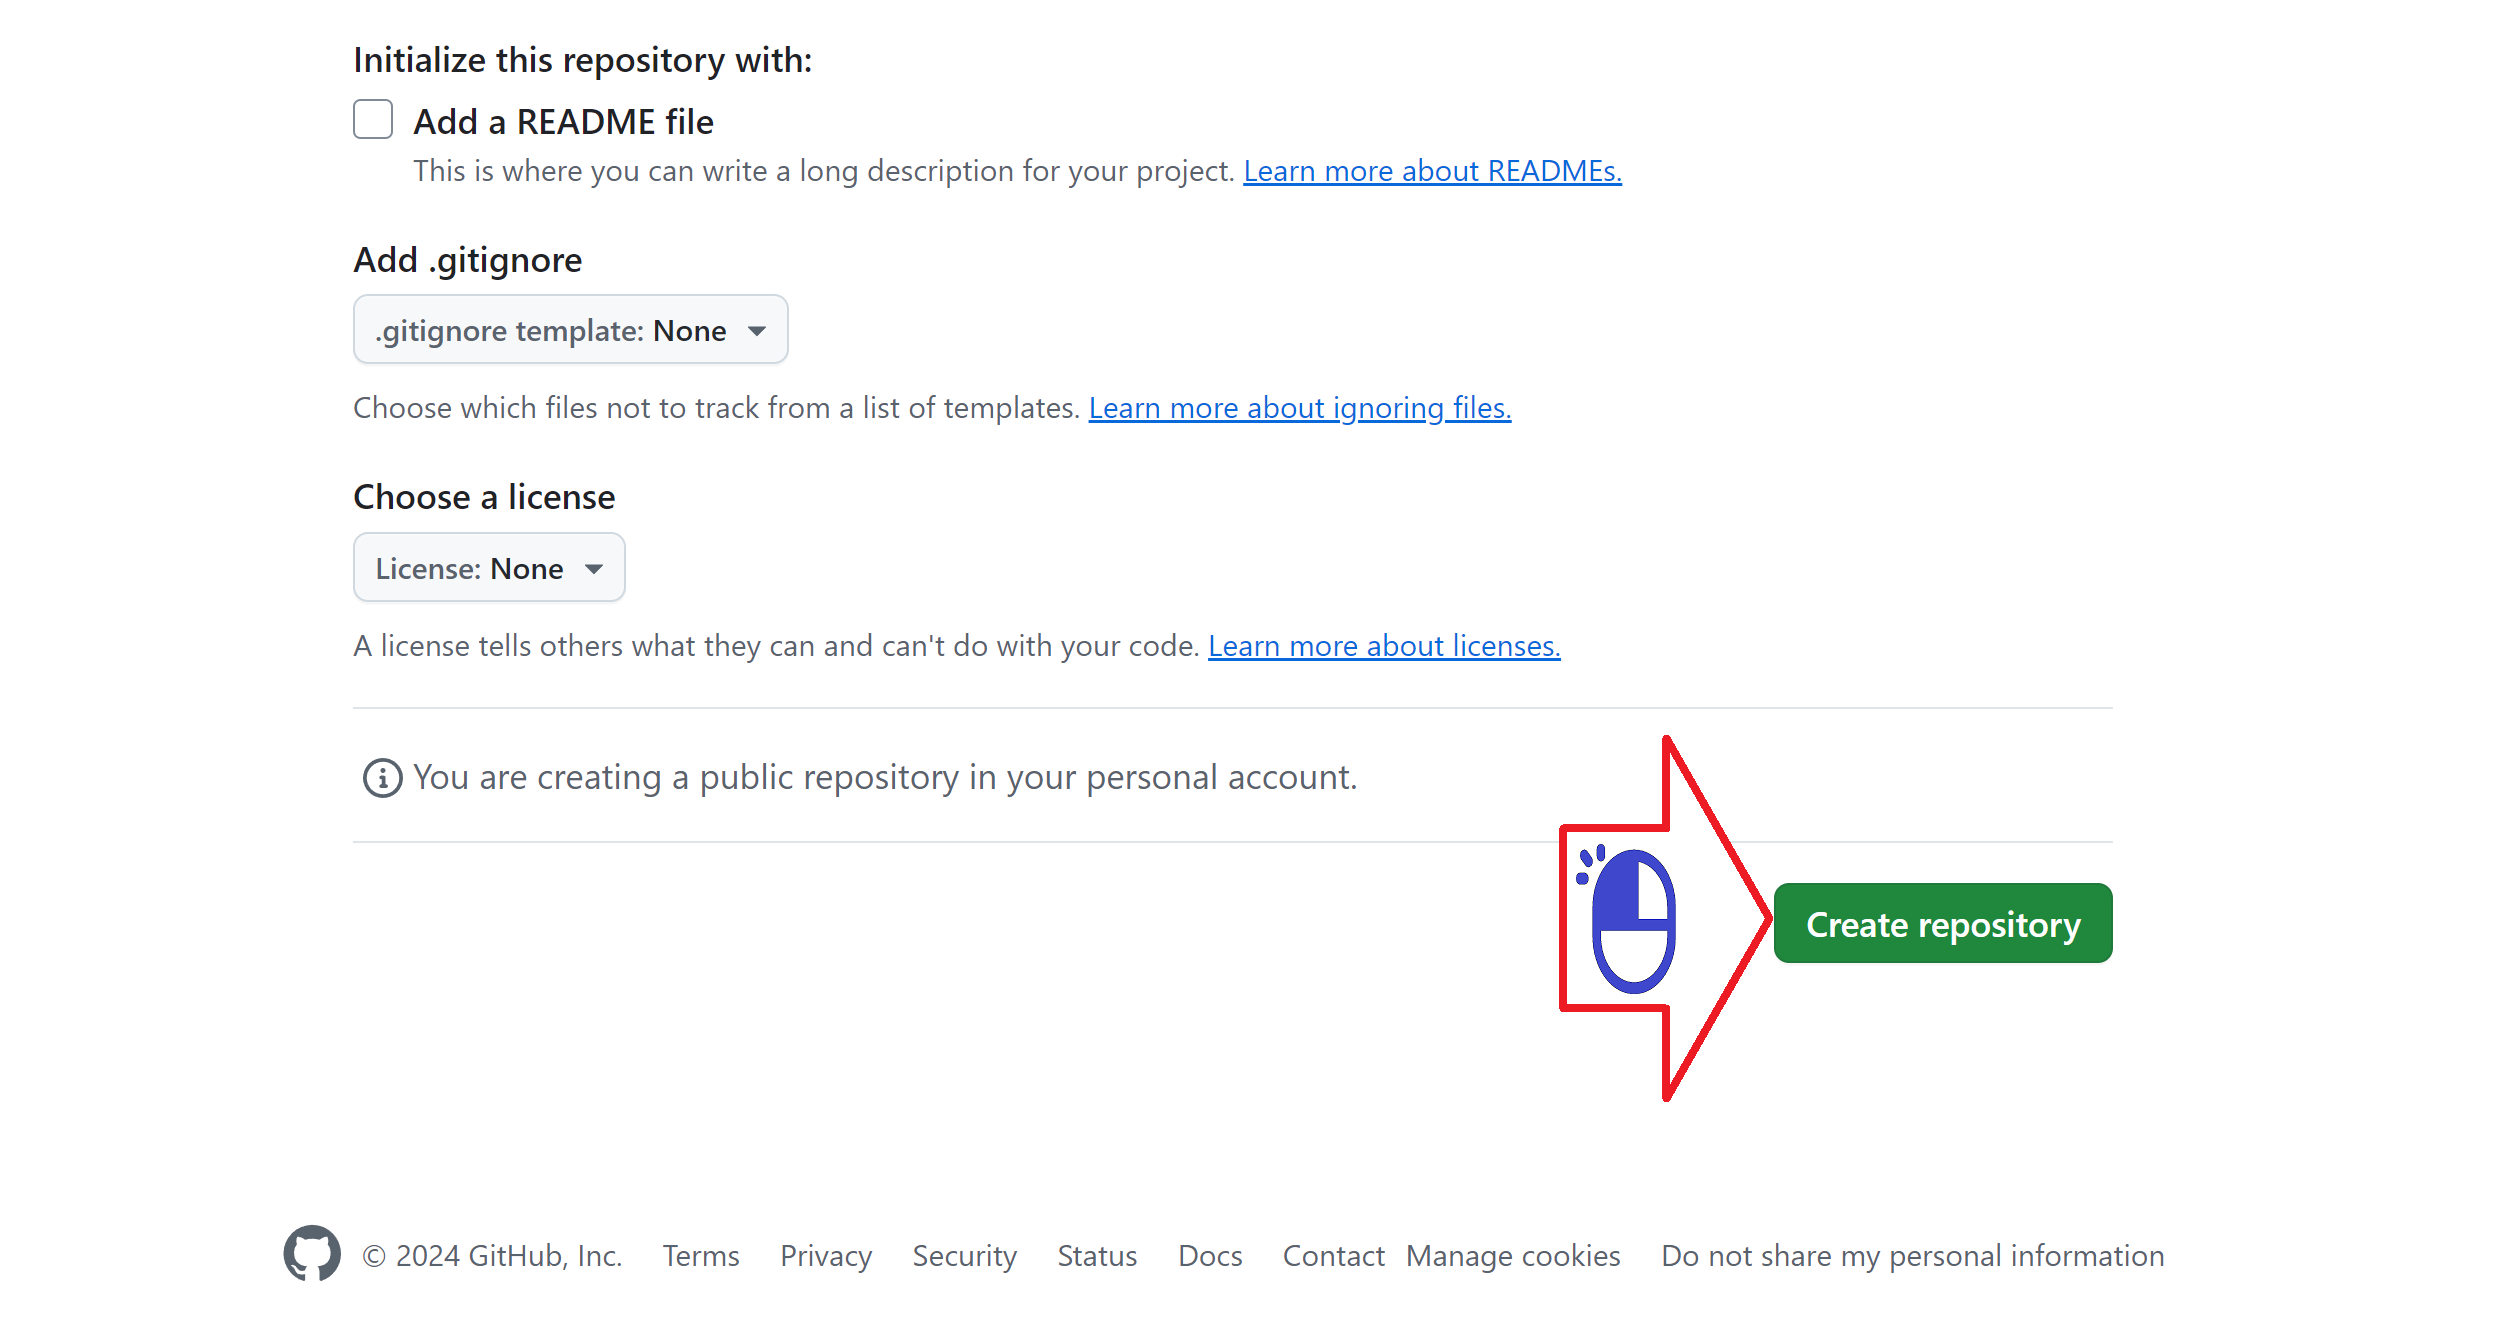 Initialize this repository with:
Add a README file
This is where you can write a long description for your project. Learn more about READMEs.
Add .gitignore
.gitignore template: None
Choose which files not to track from a list of templates. Learn more about ignoring files.
Choose a license
License: None
A license tells others what they can and can't do with your code. Learn more about licenses.
You are creating a public repository in your personal account.
Create repository
© 2024 GitHub, Inc. Terms Privacy Security Status Docs Contact Manage cookies Do not share my personal information